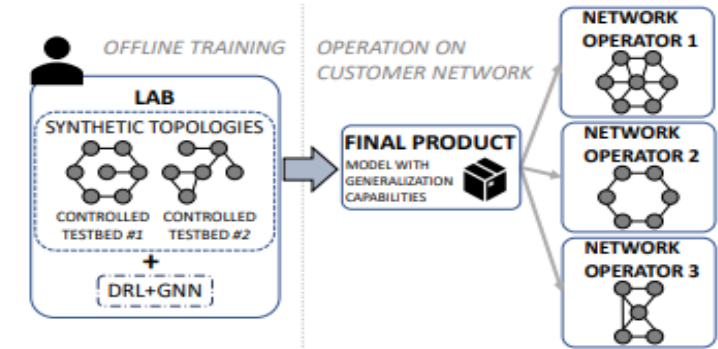 OFFLINE TRAINING
OPERATION ON
CUSTOMER NETWORK
LAB
SYNTHETIC TOPOLOGIES
CONTROLLED
TESTBED #1
CONTROLLED
TESTBED #2
+
DRL+GNN
FINAL PRODUCT
MODEL WITH
GENERALIZATION
CAPABILITIES
NETWORK
OPERATOR 1
NETWORK
OPERATOR 2
NETWORK
OPERATOR 3